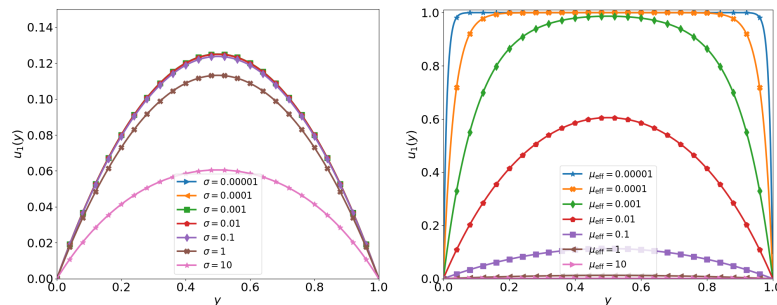 0.14
0.12
0.10
0.08
0.06
0.04
0.02
0.00
u₁(y)
0.0 0.2 0.4 0.6 0.8 1.0
y
σ = 0.00001
σ = 0.0001
σ = 0.001
σ = 0.01
σ = 0.1
σ = 1
σ = 10
1.0
0.8
0.6
0.4
0.2
0.0
u₁(y)
0.0 0.2 0.4 0.6 0.8 1.0
y
μeff = 0.00001
μeff = 0.0001
μeff = 0.001
μeff = 0.01
μeff = 0.1
μeff = 1
μeff = 10